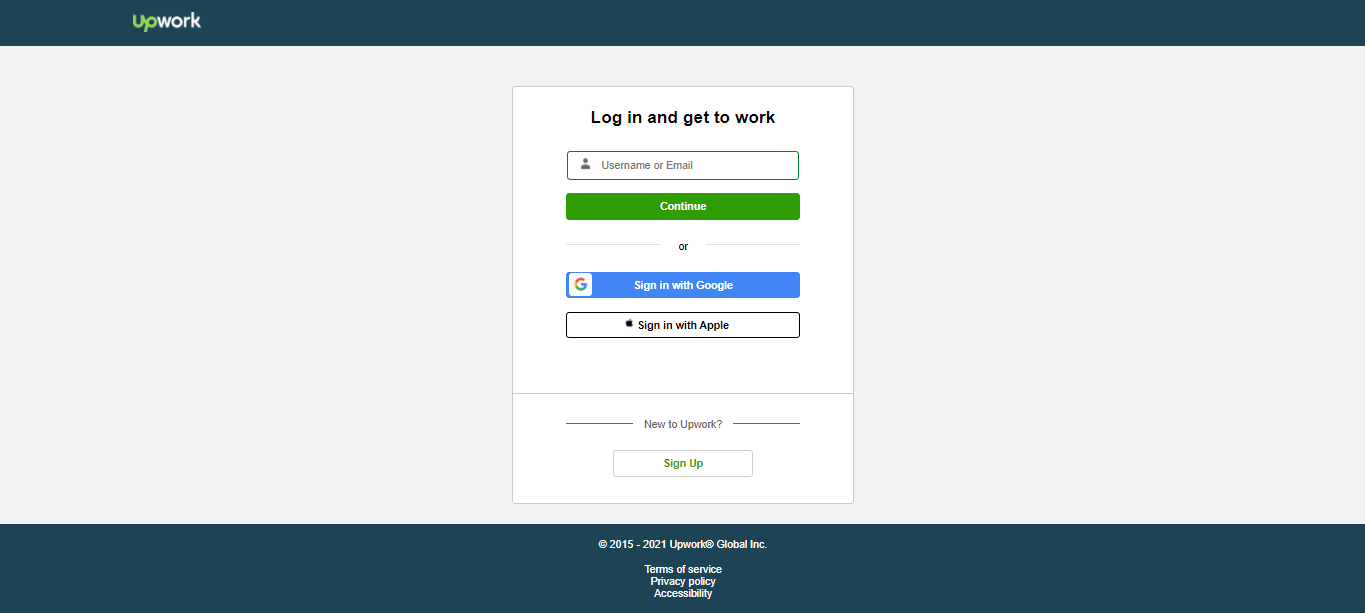 Upwork
Log in and get to work
Username or Email
Continue
or
Sign in with Google
Sign in with Apple
New to Upwork?
Sign Up
© 2015 - 2021 Upwork® Global Inc.
Terms of service
Privacy policy
Accessibility